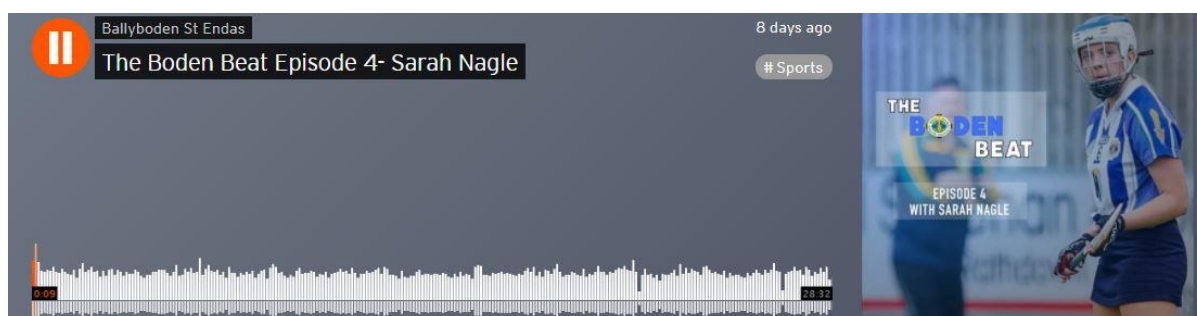 Ballyboden St Endas
The Boden Beat Episode 4- Sarah Nagle
8 days ago
# Sports
0:09
28:32
THE
BODEN
BEAT
EPISODE 4
WITH SARAH NAGLE